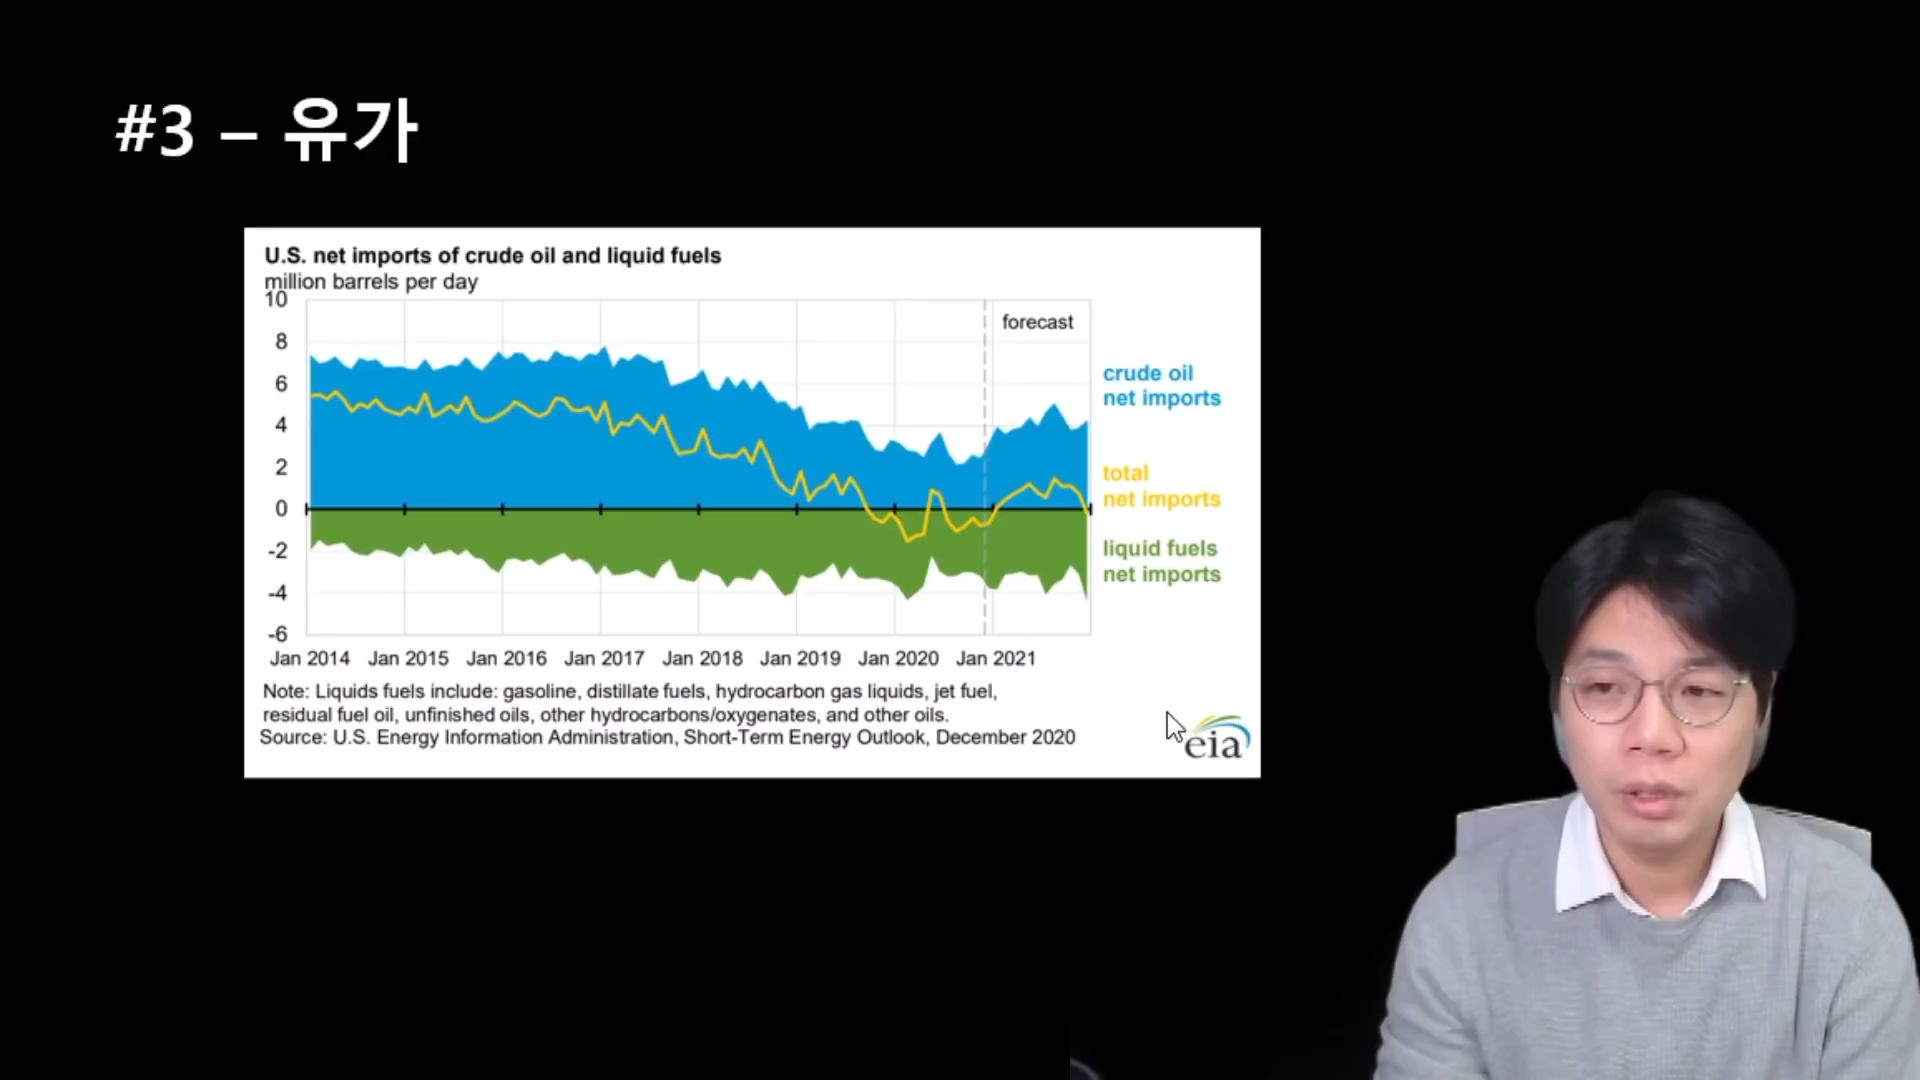 #3 – 유가
U.S. net imports of crude oil and liquid fuels
million barrels per day
10
8
6
4
2
0
-2
-4
-6
forecast
crude oil
net imports
total
net imports
liquid fuels
net imports
Jan 2014 Jan 2015 Jan 2016 Jan 2017 Jan 2018 Jan 2019 Jan 2020 Jan 2021
Note: Liquids fuels include: gasoline, distillate fuels, hydrocarbon gas liquids, jet fuel,
residual fuel oil, unfinished oils, other hydrocarbons/oxygenates, and other oils.
Source: U.S. Energy Information Administration, Short-Term Energy Outlook, December 2020
eia